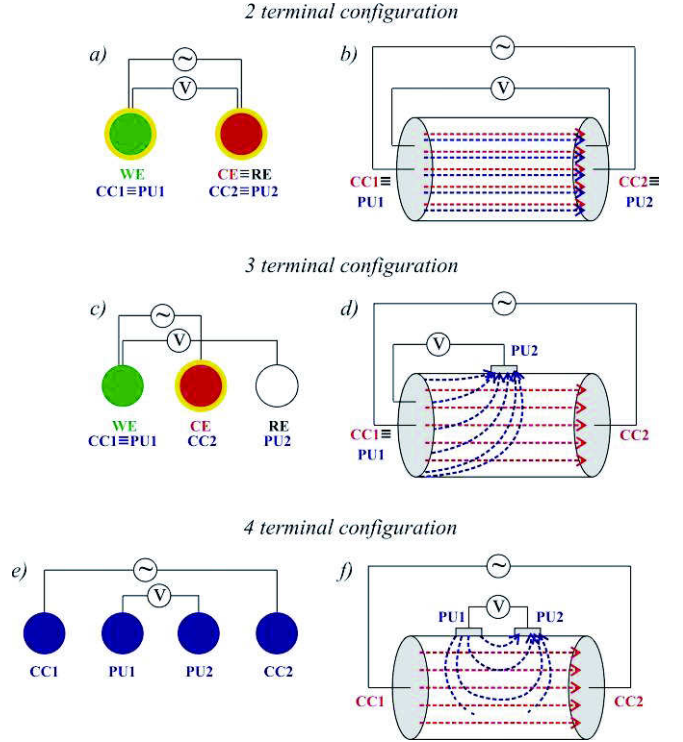 2 terminal configuration
a)
~
V
WE
CC1≡PU1
CE≡RE
CC2≡PU2
b)
~
V
CC1≡
PU1
CC2≡
PU2
3 terminal configuration
c)
~
V
WE
CC1≡PU1
CE
CC2
RE
PU2
d)
~
V
PU2
CC1≡
PU1
CC2
4 terminal configuration
e)
~
V
CC1
PU1
PU2
CC2
f)
~
V
PU1
PU2
CC1
CC2